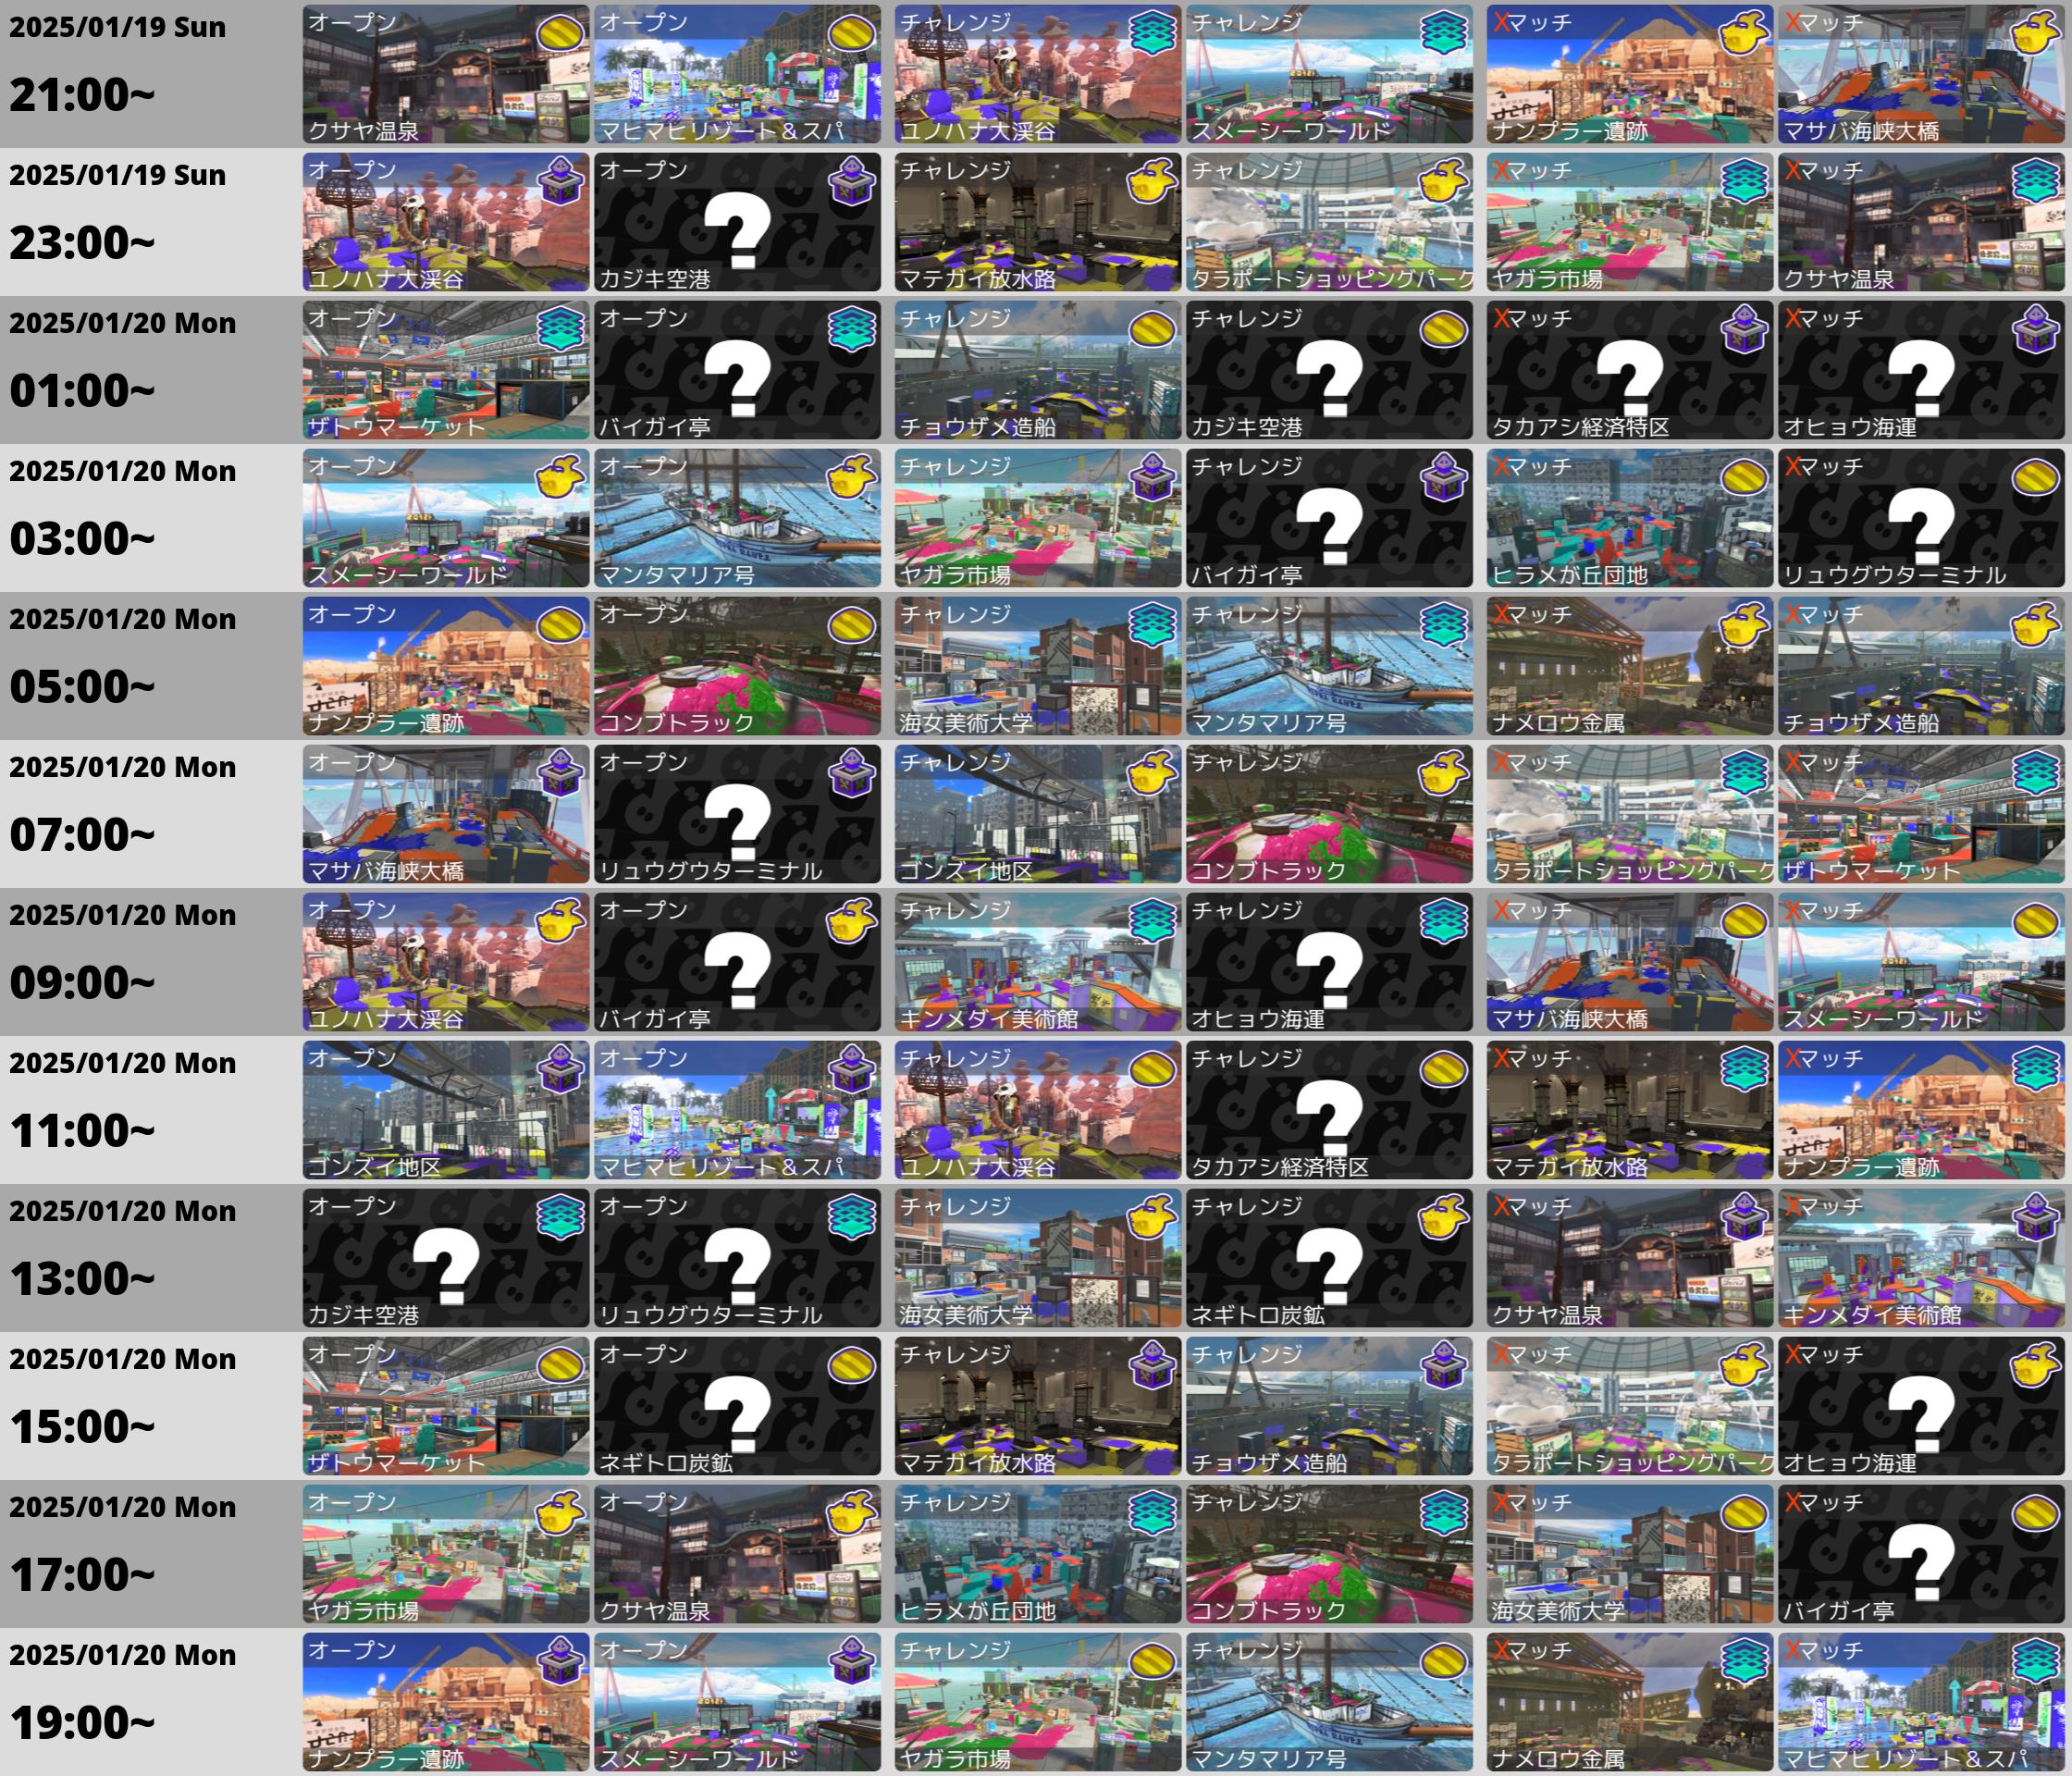 2025/01/19 Sun
21:00~
オープン
クサヤ温泉
オープン
マヒマヒリゾート＆スパ
チャレンジ
ユノハナ大渓谷
チャレンジ
スメーシーワールド
Xマッチ
ナンプラー遺跡
Xマッチ
マサバ海峡大橋
2025/01/19 Sun
23:00~
オープン
ユノハナ大渓谷
オープン
?
カジキ空港
チャレンジ
マテガイ放水路
チャレンジ
タラポートショッピングパーク
Xマッチ
ヤガラ市場
Xマッチ
クサヤ温泉
2025/01/20 Mon
01:00~
オープン
ザトウマーケット
オープン
?
バイガイ亭
チャレンジ
チョウザメ造船
チャレンジ
?
カジキ空港
Xマッチ
?
タカアシ経済特区
Xマッチ
?
オヒョウ海運
2025/01/20 Mon
03:00~
オープン
スメーシーワールド
オープン
マンタマリア号
チャレンジ
ヤガラ市場
チャレンジ
?
バイガイ亭
Xマッチ
ヒラメが丘団地
Xマッチ
?
リュウグウターミナル
2025/01/20 Mon
05:00~
オープン
ナンプラー遺跡
オープン
コンブトラック
チャレンジ
海女美術大学
チャレンジ
マンタマリア号
Xマッチ
ナメロウ金属
Xマッチ
チョウザメ造船
2025/01/20 Mon
07:00~
オープン
マサバ海峡大橋
オープン
?
リュウグウターミナル
チャレンジ
ゴンズイ地区
チャレンジ
コンブトラック
Xマッチ
タラポートショッピングパーク
Xマッチ
ザトウマーケット
2025/01/20 Mon
09:00~
オープン
ユノハナ大渓谷
オープン
?
バイガイ亭
チャレンジ
キンメダイ美術館
チャレンジ
?
オヒョウ海運
Xマッチ
マサバ海峡大橋
Xマッチ
スメーシーワールド
2025/01/20 Mon
11:00~
オープン
ゴンズイ地区
オープン
マヒマヒリゾート＆スパ
チャレンジ
ユノハナ大渓谷
チャレンジ
?
タカアシ経済特区
Xマッチ
マテガイ放水路
Xマッチ
ナンプラー遺跡
2025/01/20 Mon
13:00~
オープン
?
カジキ空港
オープン
?
リュウグウターミナル
チャレンジ
海女美術大学
チャレンジ
?
ネギトロ炭鉱
Xマッチ
クサヤ温泉
Xマッチ
キンメダイ美術館
2025/01/20 Mon
15:00~
オープン
ザトウマーケット
オープン
?
ネギトロ炭鉱
チャレンジ
マテガイ放水路
チャレンジ
チョウザメ造船
Xマッチ
タラポートショッピングパーク
Xマッチ
?
オヒョウ海運
2025/01/20 Mon
17:00~
オープン
ヤガラ市場
オープン
クサヤ温泉
チャレンジ
ヒラメが丘団地
チャレンジ
コンブトラック
Xマッチ
海女美術大学
Xマッチ
?
バイガイ亭
2025/01/20 Mon
19:00~
オープン
ナンプラー遺跡
オープン
スメーシーワールド
チャレンジ
ヤガラ市場
チャレンジ
マンタマリア号
Xマッチ
ナメロウ金属
Xマッチ
マヒマヒリゾート＆スパ